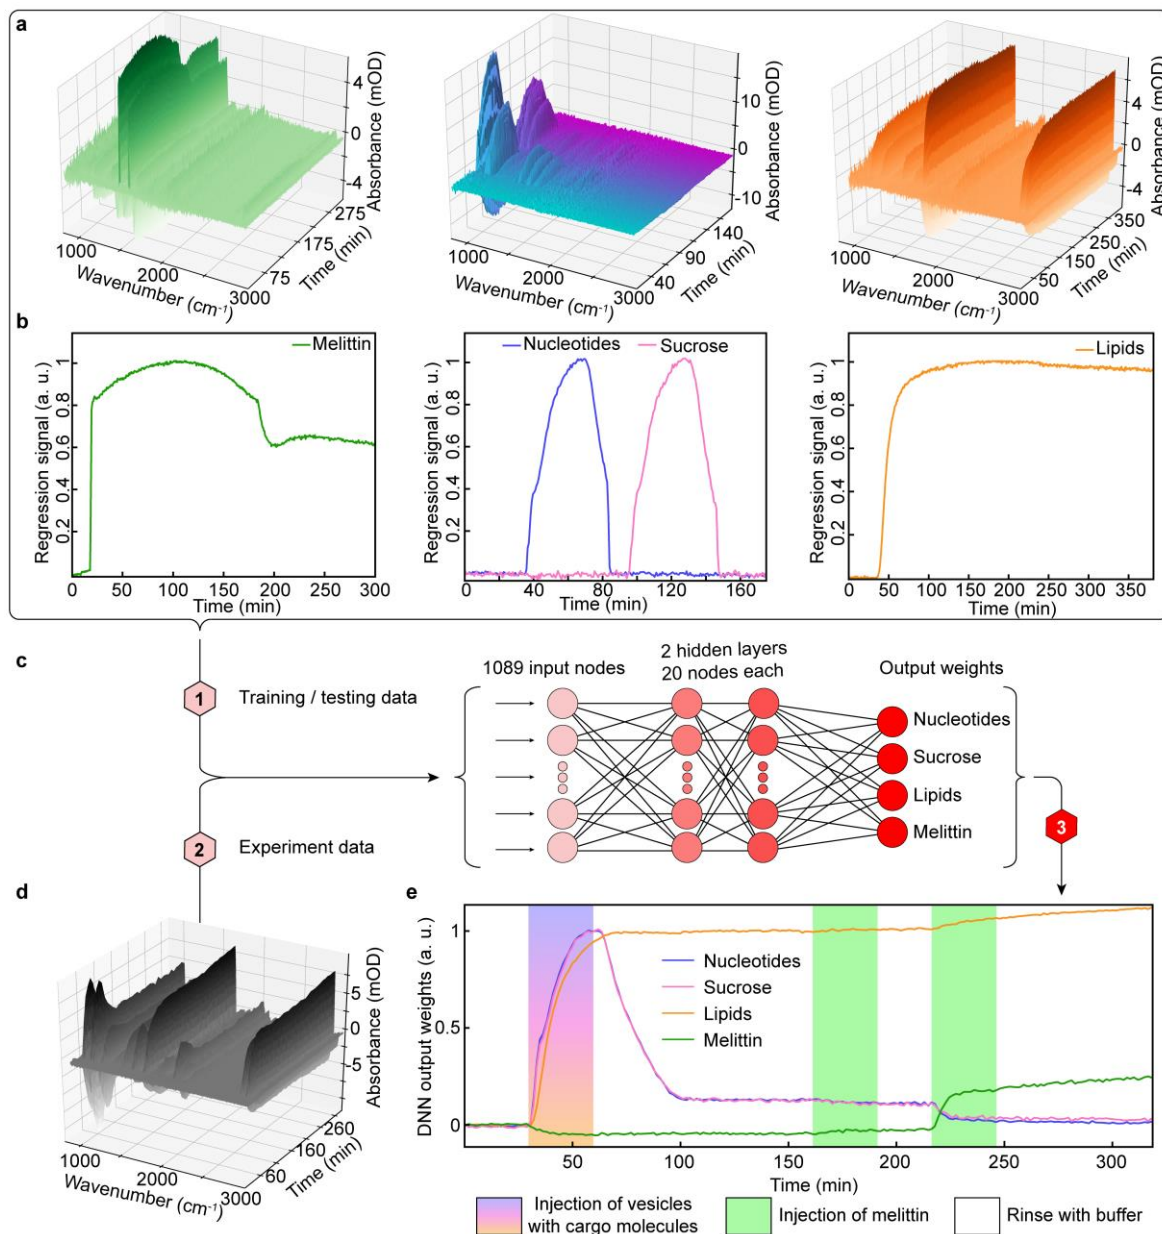 a
4
0
-4
Absorbance (mOD)
275
175
75
Time (min)
1000
2000
3000
Wavenumber (cm⁻¹)
10
0
-10
Absorbance (mOD)
140
90
40
Time (min)
1000
2000
3000
Wavenumber (cm⁻¹)
4
0
-4
Absorbance (mOD)
350
250
150
50
Time (min)
1000
2000
3000
Wavenumber (cm⁻¹)
b
Regression signal (a. u.)
1
0.8
0.6
0.4
0.2
Melittin
0 50 100 150 200 250 300
Time (min)
Regression signal (a. u.)
1
0.8
0.6
0.4
0.2
Nucleotides
Sucrose
0 40 80 120 160
Time (min)
Regression signal (a. u.)
1
0.8
0.6
0.4
0.2
Lipids
0 50 100 150 200 250 300 350
Time (min)
c
1
Training / testing data
2
Experiment data
1089 input nodes
2 hidden layers
20 nodes each
Output weights
Nucleotides
Sucrose
Lipids
Melittin
3
d
5
0
-5
Absorbance (mOD)
260
160
60
Time (min)
1000
2000
3000
Wavenumber (cm⁻¹)
e
DNN output weights (a. u.)
1
0.5
0
Nucleotides
Sucrose
Lipids
Melittin
50 100 150 200 250 300
Time (min)
Injection of vesicles
with cargo molecules
Injection of melittin
Rinse with buffer